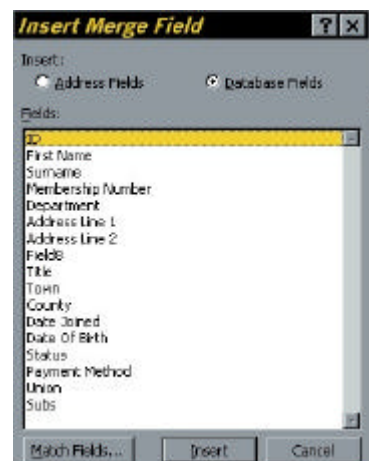 Insert Merge Field
Insert:
Address Fields
Database Fields
Fields:
ID
First Name
Surname
Membership Number
Department
Address Line 1
Address Line 2
Field8
Title
Town
County
Date Joined
Date Of Birth
Status
Payment Method
Union
Subs
Match Fields...
Insert
Cancel